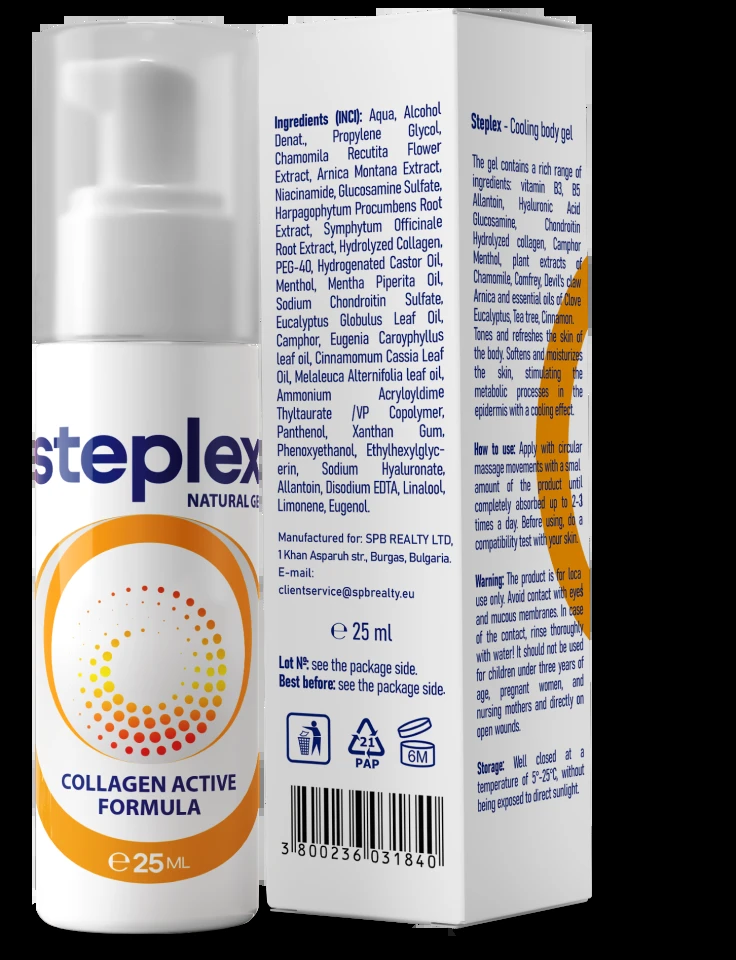 steplex
NATURAL GE
COLLAGEN ACTIVE
FORMULA
℮25 ML
Ingredients (INCI): Aqua, Alcohol
Denat., Propylene Glycol,
Chamomila Recutita Flower
Extract, Arnica Montana Extract,
Niacinamide, Glucosamine Sulfate,
Harpagophytum Procumbens Root
Extract, Symphytum Officinale
Root Extract, Hydrolyzed Collagen,
PEG-40, Hydrogenated Castor Oil,
Menthol, Mentha Piperita Oil,
Sodium Chondroitin Sulfate,
Eucalyptus Globulus Leaf Oil,
Camphor, Eugenia Caroyphyllus
leaf oil, Cinnamomum Cassia Leaf
Oil, Melaleuca Alternifolia leaf oil,
Ammonium Acryloyldime
Thyltaurate /VP Copolymer,
Panthenol, Xanthan Gum,
Phenoxyethanol, Ethylhexylglyc-
erin, Sodium Hyaluronate,
Allantoin, Disodium EDTA, Linalool,
Limonene, Eugenol.
Manufactured for: SPB REALTY LTD,
1 Khan Asparuh str., Burgas, Bulgaria.
E-mail:
clientservice@spbrealty.eu
℮ 25 ml
Lot №: see the package side.
Best before: see the package side.
21
PAP
6M
3 800236 031840
Steplex - Cooling body gel
The gel contains a rich range of
ingredients: vitamin B3, B5
Allantoin, Hyaluronic Acid
Glucosamine, Chondroitin
Hydrolyzed collagen, Camphor
Menthol, plant extracts of
Chamomile, Comfrey, Devil's claw
Arnica and essential oils of Clove
Eucalyptus, Tea tree, Cinnamon.
Tones and refreshes the skin of
the body. Softens and moisturizes
the skin, stimulating the
metabolic processes in the
epidermis with a cooling effect.
How to use: Apply with circular
massage movements with a smal
amount of the product until
completely absorbed up to 2-3
times a day. Before using, do a
compatibility test with your skin.
Warning: The product is for loca
use only. Avoid contact with eyes
and mucous membranes. In case
of the contact, rinse thoroughly
with water! It should not be used
for children under three years of
age, pregnant women, and
nursing mothers and directly on
open wounds.
Storage: Well closed at a
temperature of 5°-25°C, without
being exposed to direct sunlight.